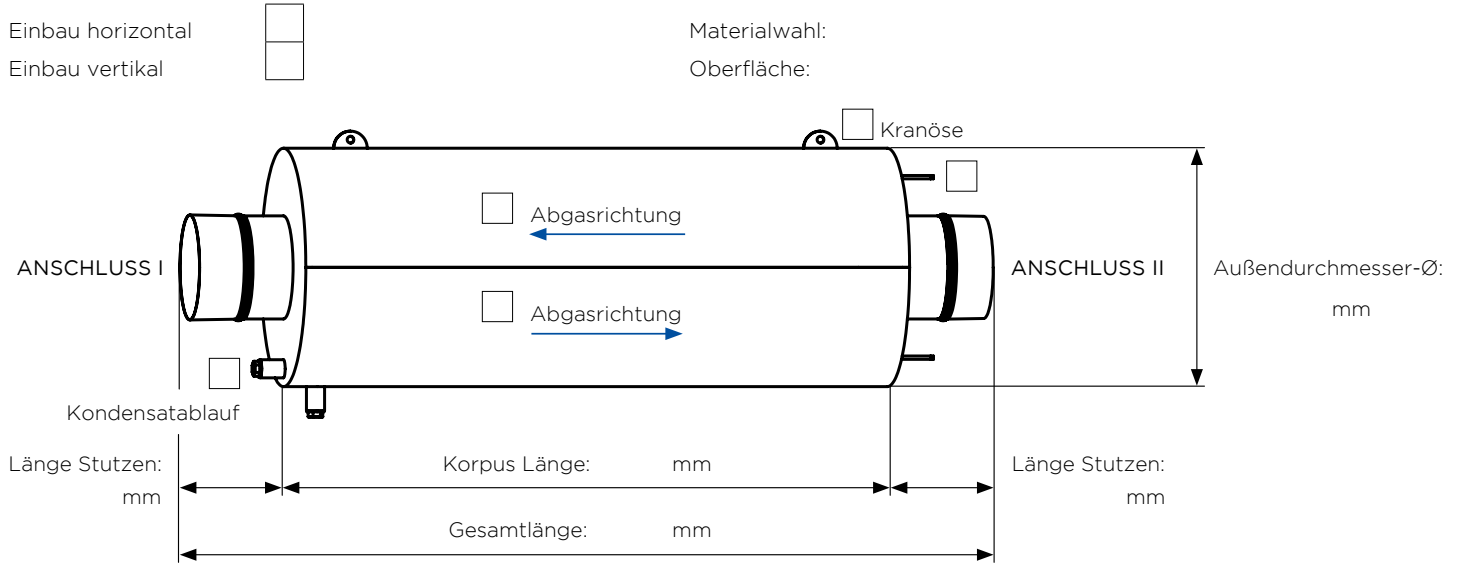 Einbau horizontal
Materialwahl:
Einbau vertikal
Oberfläche:
Kranöse
Abgasrichtung
ANSCHLUSS I
ANSCHLUSS II
Außendurchmesser-Ø:
mm
Abgasrichtung
Kondensatablauf
Länge Stutzen:
mm
Korpus Länge: mm
Länge Stutzen:
mm
Gesamtlänge: mm